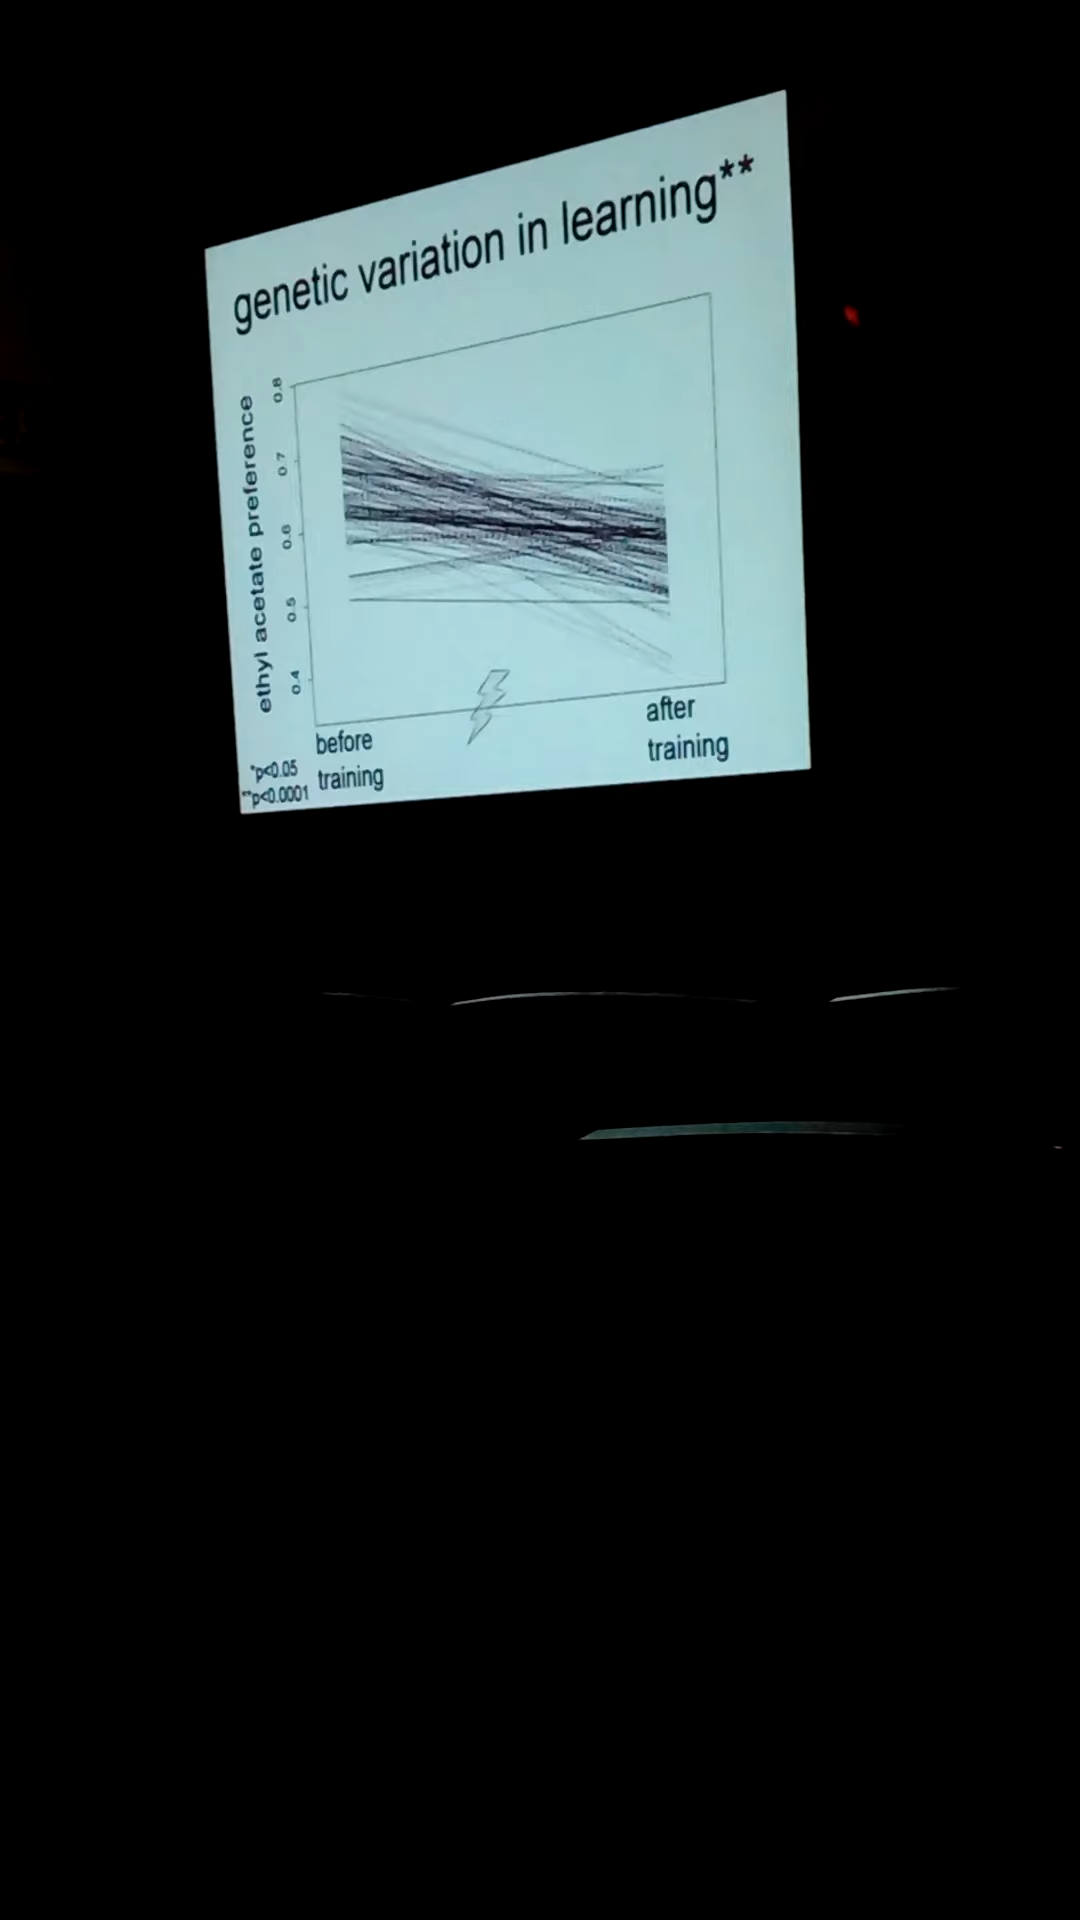 genetic variation in learning**
ethyl acetate preference
0.8
0.7
0.6
0.5
0.4
before
training
after
training
*p<0.05
**p<0.0001